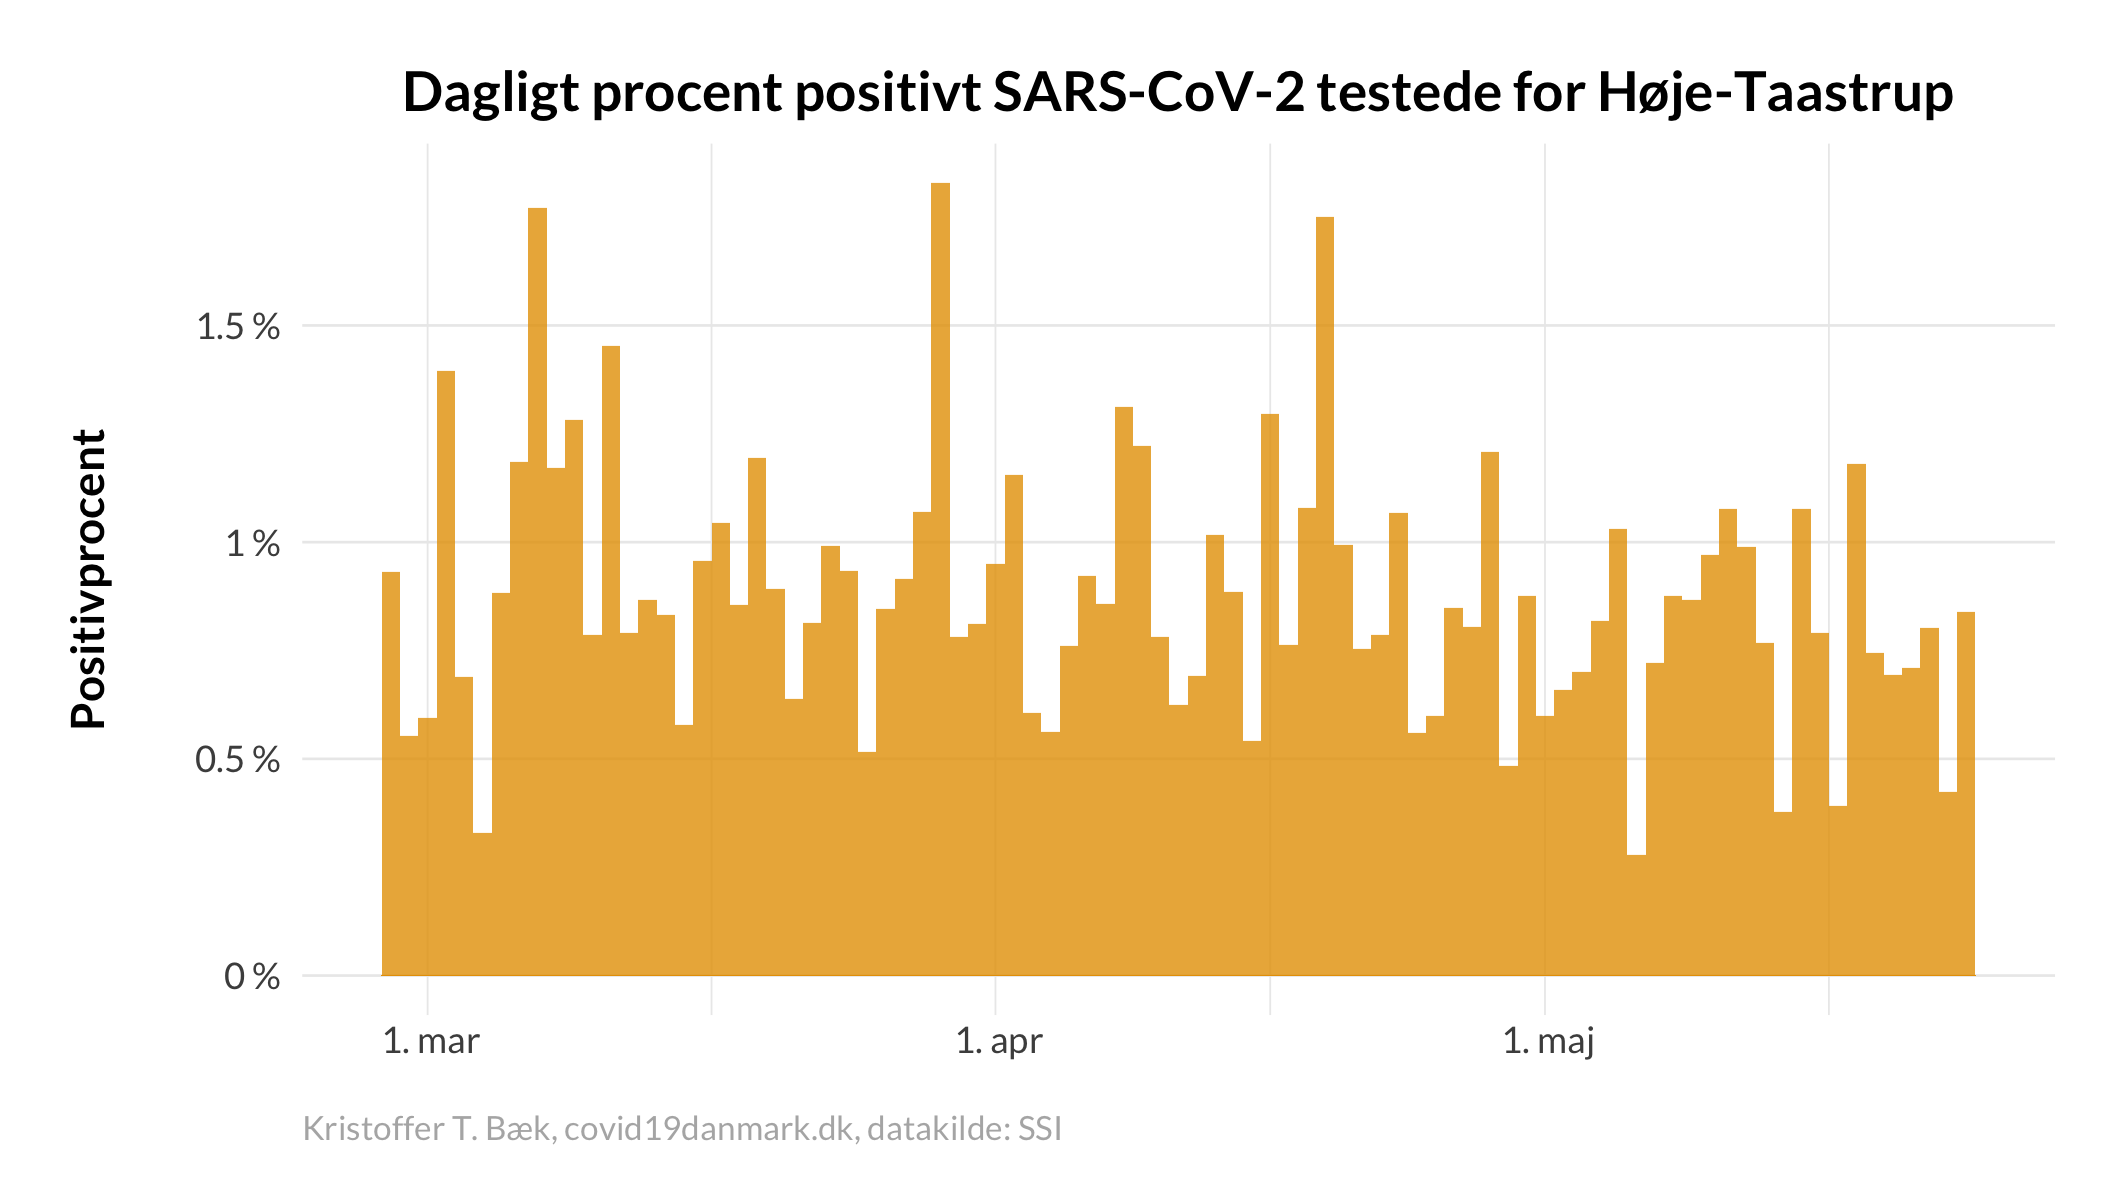 Dagligt procent positivt SARS-CoV-2 testede for Høje-Taastrup
Positivprocent
1.5 %
1 %
0.5 %
0 %
1. mar
1. apr
1. maj
Kristoffer T. Bæk, covid19danmark.dk, datakilde: SSI